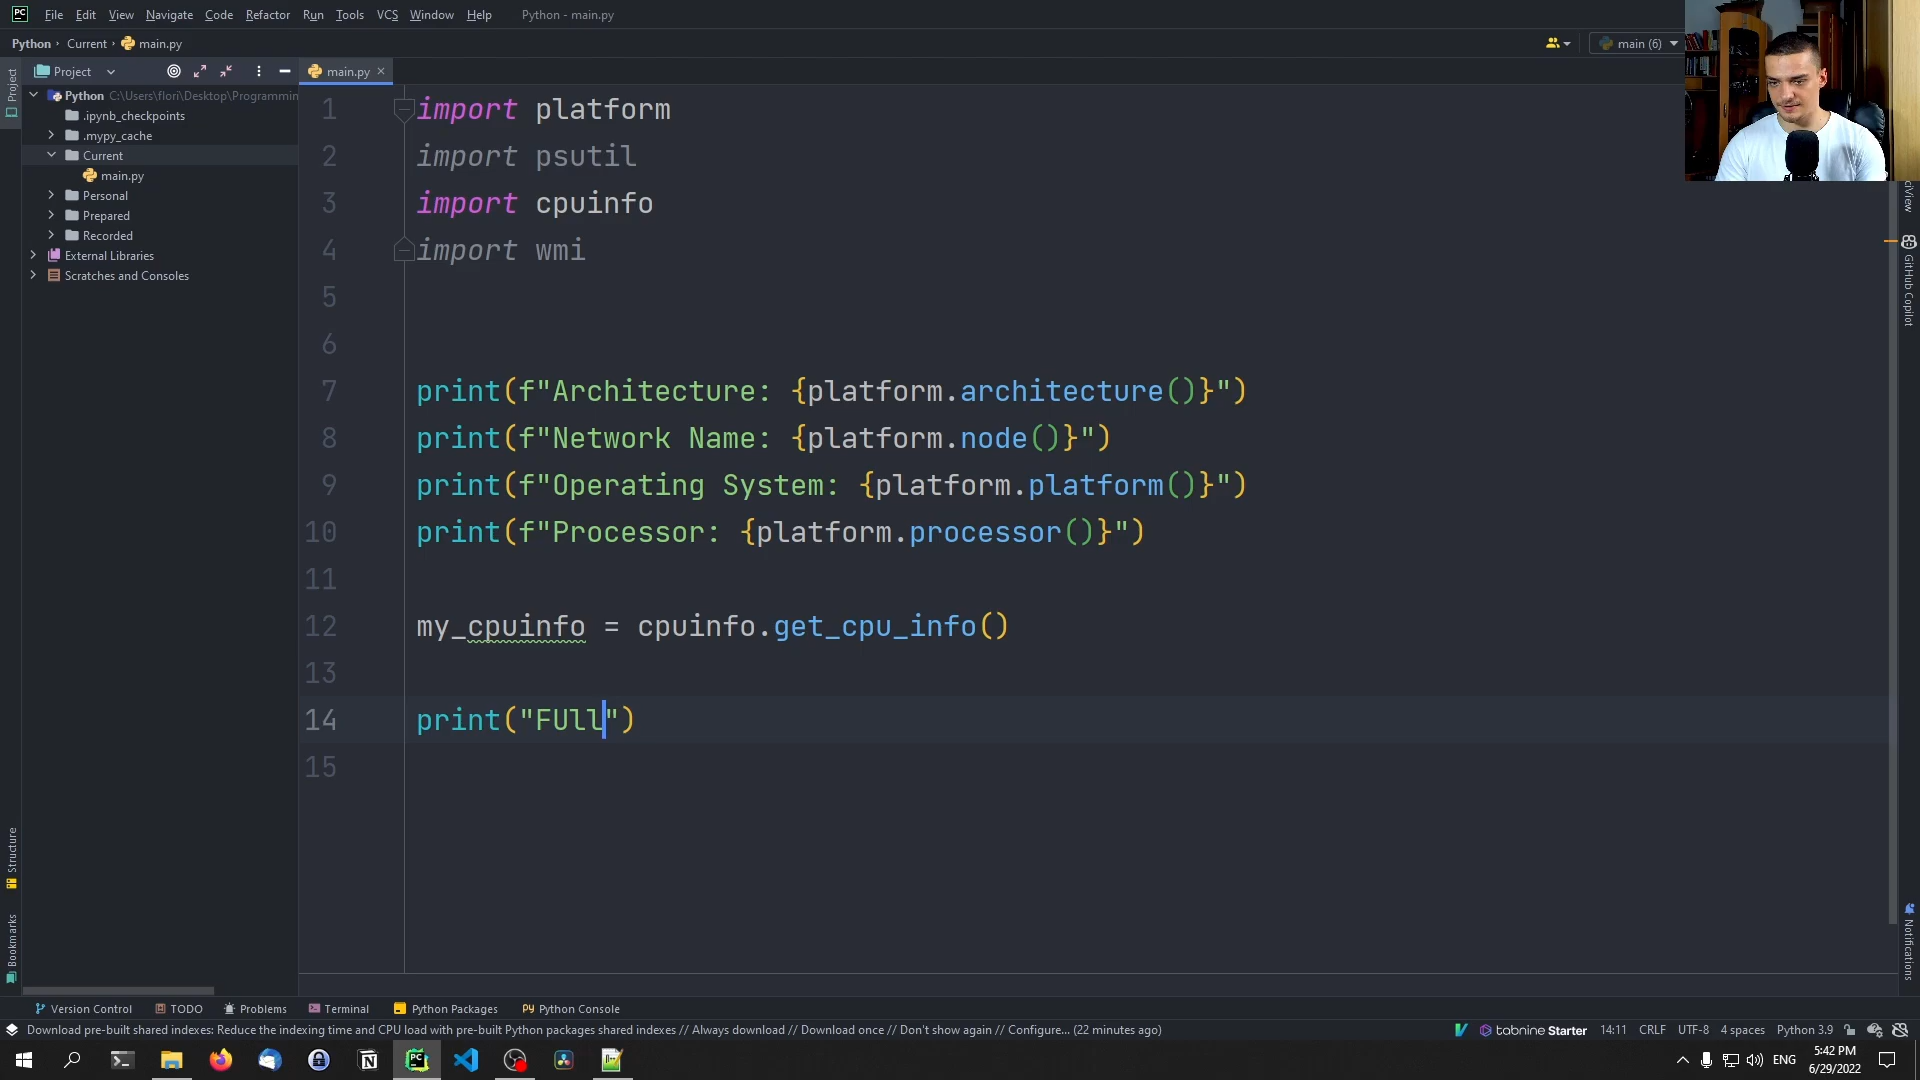 PC File Edit View Navigate Code Refactor Run Tools VCS Window Help Python - main.py
Python Current main.py main (6)
Project main.py
Project
Python C:\Users\flori\Desktop\Programmin
.ipynb_checkpoints
.mypy_cache
Current
main.py
Personal
Prepared
Recorded
External Libraries
Scratches and Consoles
1 import platform
2 import psutil
3 import cpuinfo
4 import wmi
5
6
7 print(f"Architecture: {platform.architecture()}")
8 print(f"Network Name: {platform.node()}")
9 print(f"Operating System: {platform.platform()}")
10 print(f"Processor: {platform.processor()}")
11
12 my_cpuinfo = cpuinfo.get_cpu_info()
13
14 print("FUll")
15
GitHub Copilot
Notifications
Structure
Bookmarks
Version Control TODO Problems Terminal Python Packages Python Console
Download pre-built shared indexes: Reduce the indexing time and CPU load with pre-built Python packages shared indexes // Always download // Download once // Don't show again // Configure... (22 minutes ago) tabnine Starter 14:11 CRLF UTF-8 4 spaces Python 3.9
ENG 5:42 PM
6/29/2022